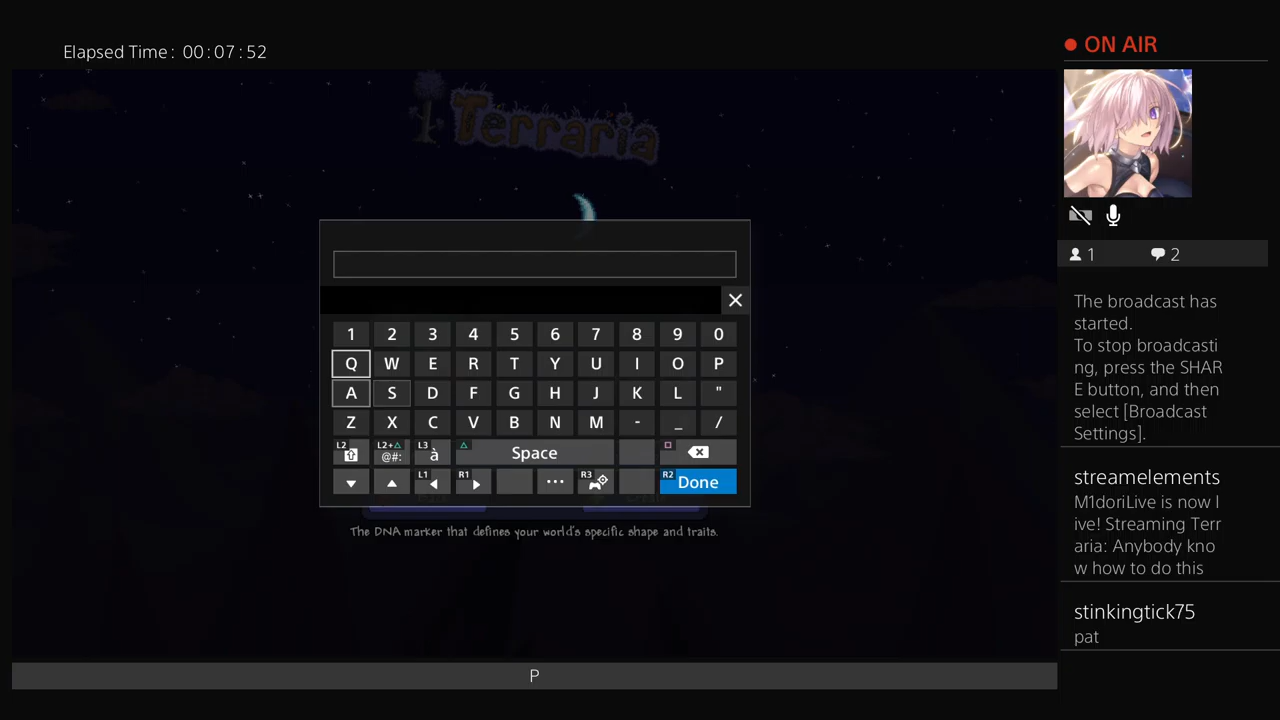 Elapsed Time: 00:07:52
ON AIR
Terraria
1 2
The broadcast has
started.
To stop broadcasti
ng, press the SHAR
E button, and then
select [Broadcast
Settings].
streamelements
M1doriLive is now l
ive! Streaming Terr
aria: Anybody kno
w how to do this
stinkingtick75
pat
1 2 3 4 5 6 7 8 9 0
Q W E R T Y U I O P
A S D F G H J K L "
Z X C V B N M - _ /
L2 L2+△ @#: L3 à △ Space □
L1 R1 ... R3 R2 Done
The DNA marker that defines your world's specific shape and traits.
P